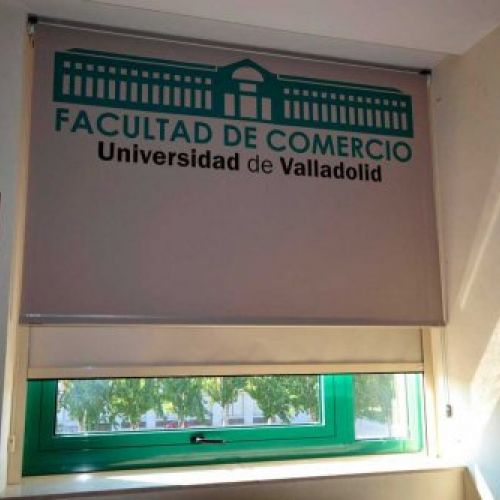 FACULTAD DE COMERCIO
Universidad de Valladolid